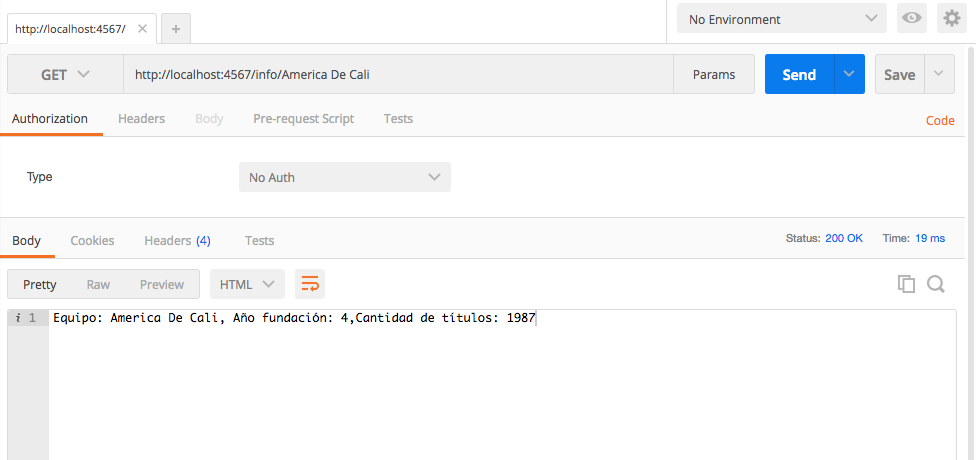 http://localhost:4567/
No Environment
GET http://localhost:4567/info/America De Cali Params Send Save
Authorization Headers Body Pre-request Script Tests Code
Type No Auth
Body Cookies Headers (4) Tests Status: 200 OK Time: 19 ms
Pretty Raw Preview HTML
i 1 Equipo: America De Cali, Año fundación: 4,Cantidad de títulos: 1987